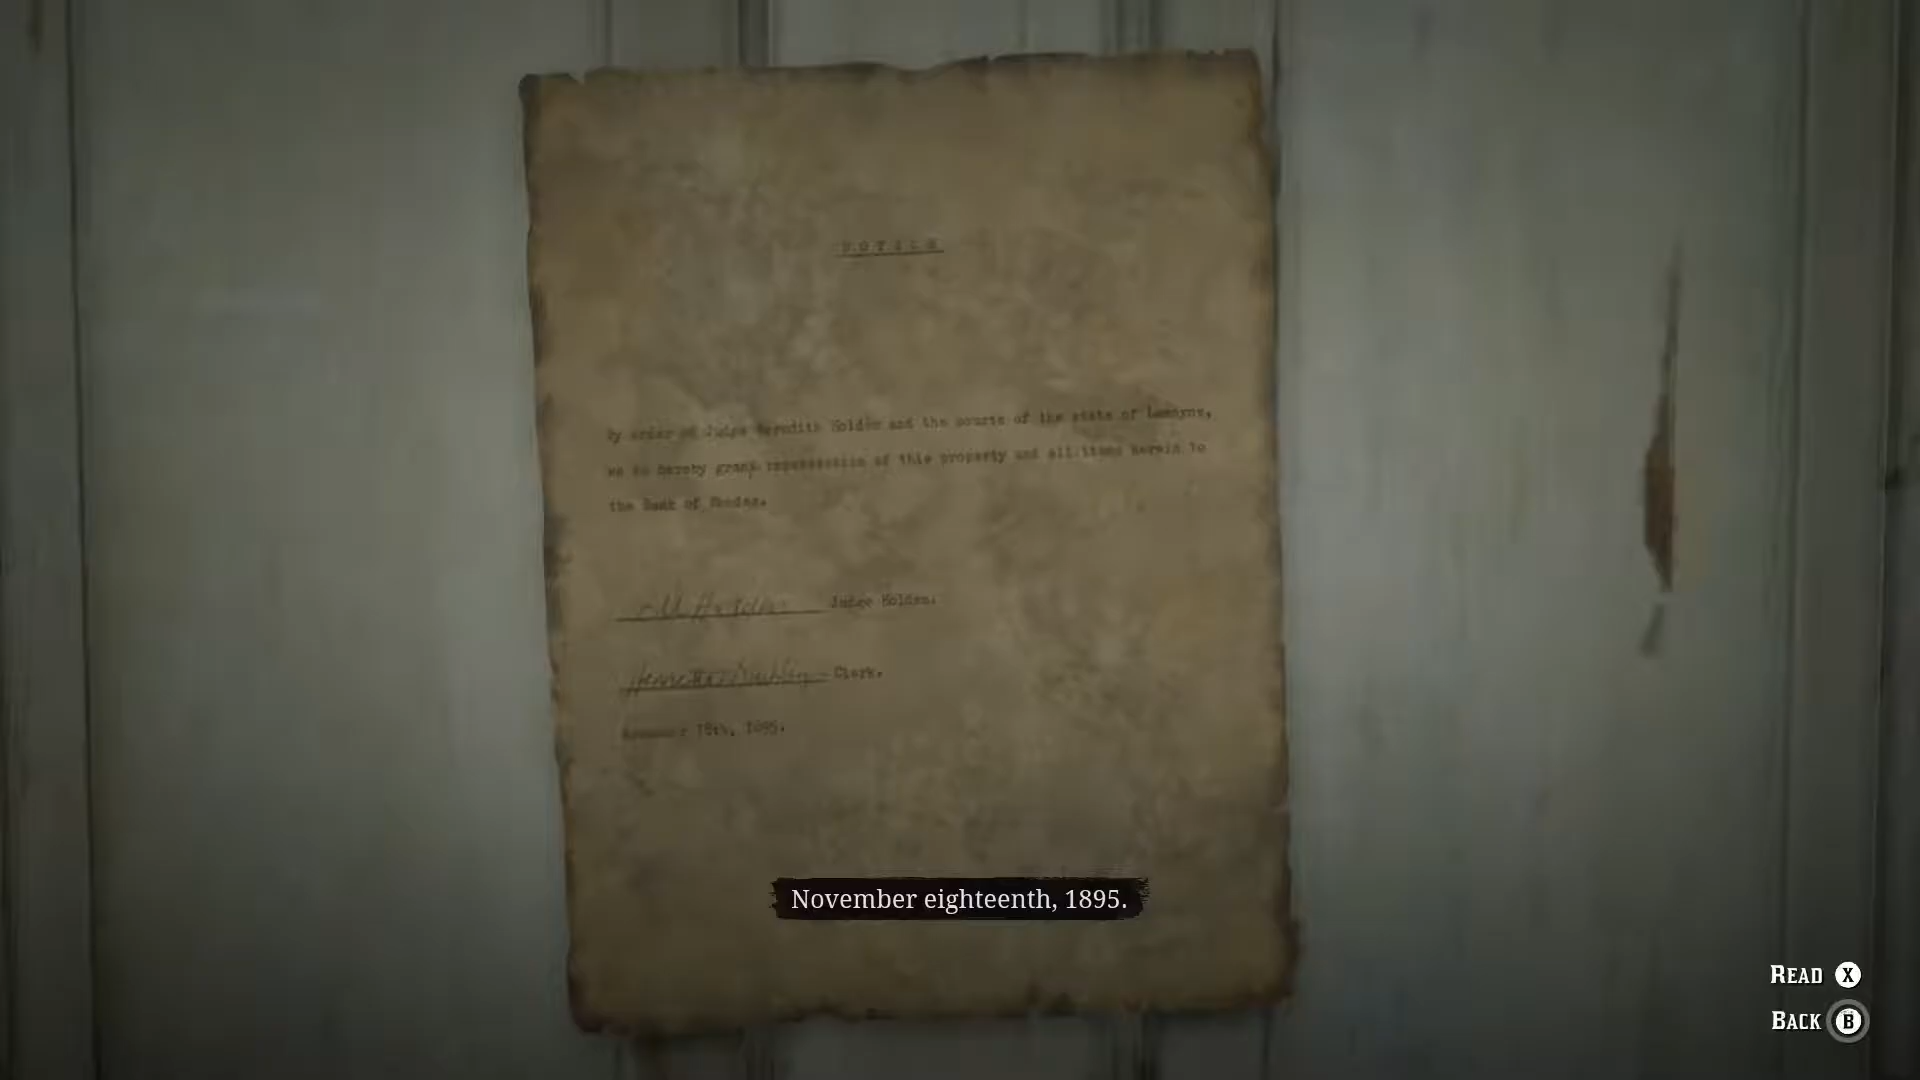 NOTICE
By order of Judge Meredith Holden and the courts of the state of Lemoyne,
we do hereby grant repossession of this property and all items herein to
the Bank of Rhodes.
Judge Holden.
Clerk.
November 18th, 1895.
November eighteenth, 1895.
READ X
BACK B